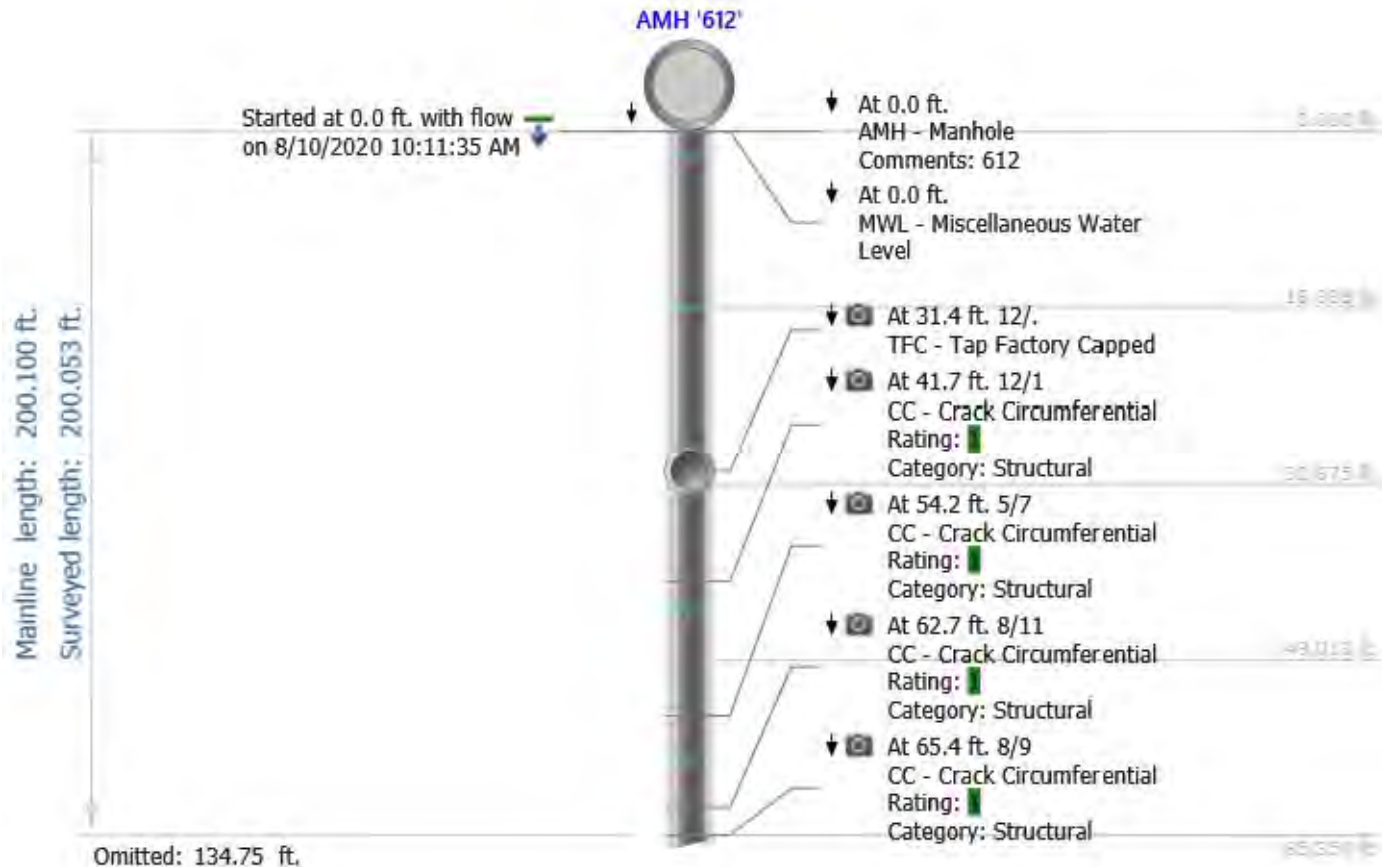 AMH '612'
Started at 0.0 ft. with flow
on 8/10/2020 10:11:35 AM
At 0.0 ft.
AMH - Manhole
Comments: 612
At 0.0 ft.
MWL - Miscellaneous Water
Level
At 31.4 ft. 12/.
TFC - Tap Factory Capped
At 41.7 ft. 12/1
CC - Crack Circumferential
Rating: 1
Category: Structural
At 54.2 ft. 5/7
CC - Crack Circumferential
Rating: 1
Category: Structural
At 62.7 ft. 8/11
CC - Crack Circumferential
Rating: 1
Category: Structural
At 65.4 ft. 8/9
CC - Crack Circumferential
Rating: 1
Category: Structural
Mainline length: 200.100 ft.
Surveyed length: 200.053 ft.
Omitted: 134.75 ft.